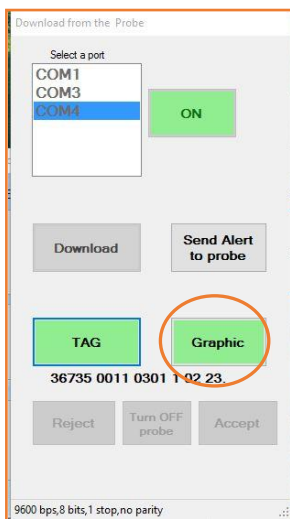 Download from the Probe
Select a port
COM1
COM3
COM4
ON
Download
Send Alert
to probe
TAG
Graphic
36735 0011 0301 1 02 23.
Reject
Turn OFF
probe
Accept
9600 bps,8 bits,1 stop,no parity